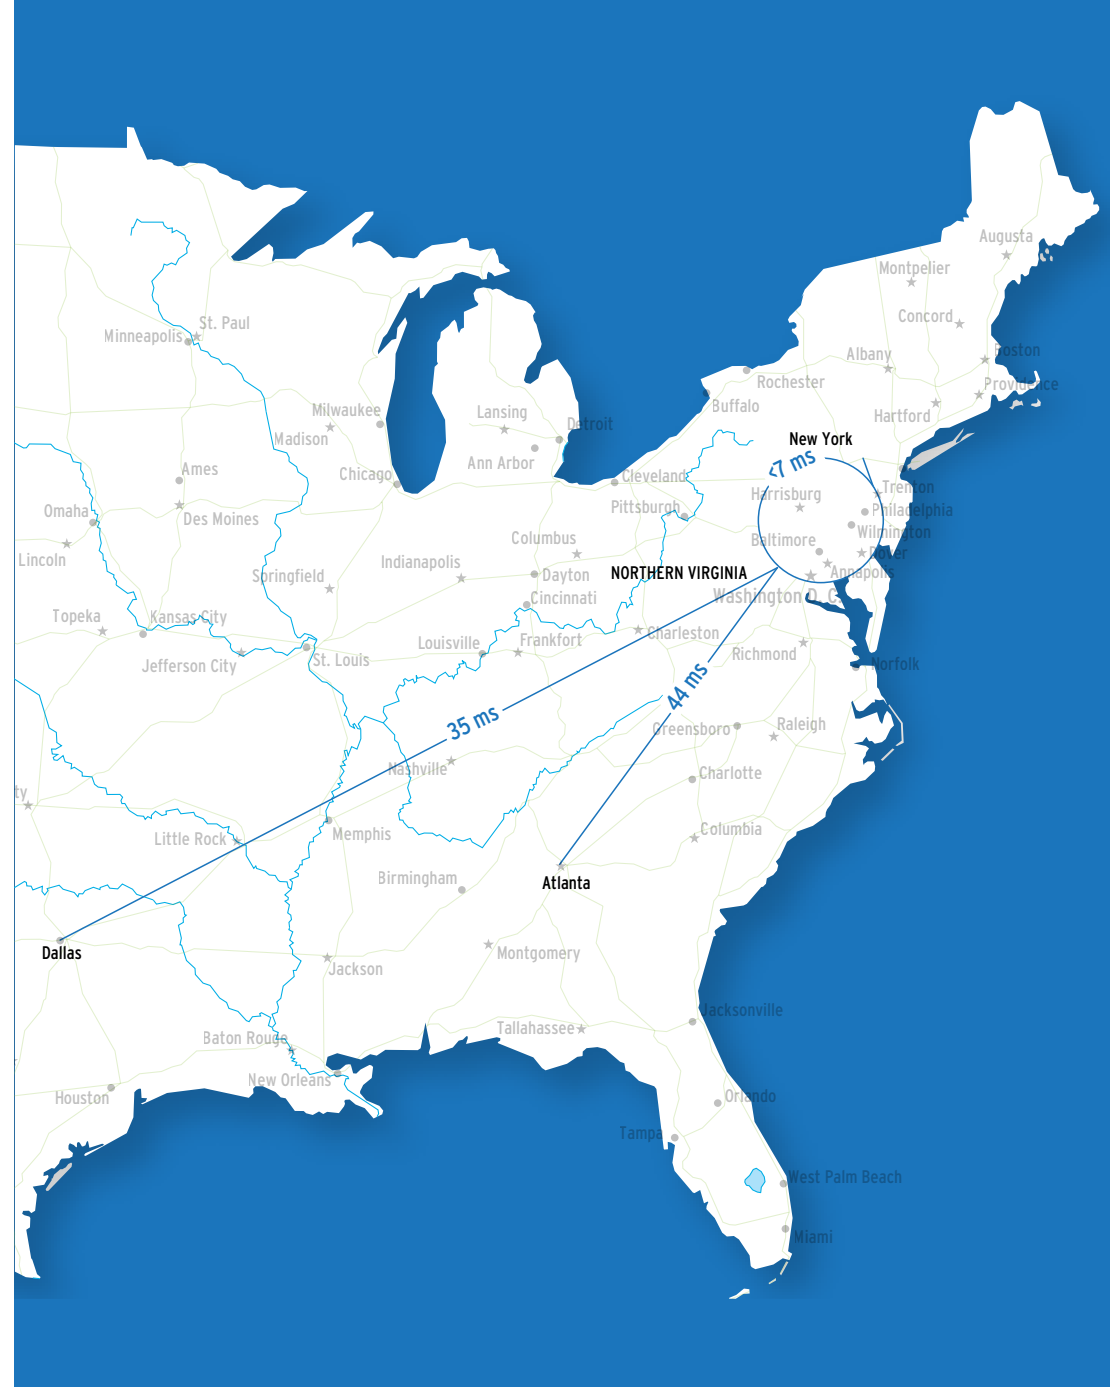 Augusta
Montpelier
Concord
St. Paul
Minneapolis
Boston
Albany
Rochester
Providence
Buffalo
Milwaukee
Lansing
Hartford
Detroit
Madison
New York
<7 ms
Ann Arbor
Ames
Chicago
Cleveland
Trenton
Harrisburg
Omaha
Pittsburgh
Philadelphia
Des Moines
Wilmington
Columbus
Baltimore
Dover
Lincoln
Indianapolis
NORTHERN VIRGINIA
Annapolis
Springfield
Dayton
Washington D. C.
Cincinnati
Topeka
Kansas City
Charleston
Louisville
Frankfort
Richmond
St. Louis
Jefferson City
Norfolk
44 ms
35 ms
Greensboro
Raleigh
Nashville
Charlotte
ty
Columbia
Memphis
Little Rock
Birmingham
Atlanta
Dallas
Montgomery
Jackson
Jacksonville
Tallahassee
Baton Rouge
New Orleans
Houston
Orlando
Tampa
West Palm Beach
Miami